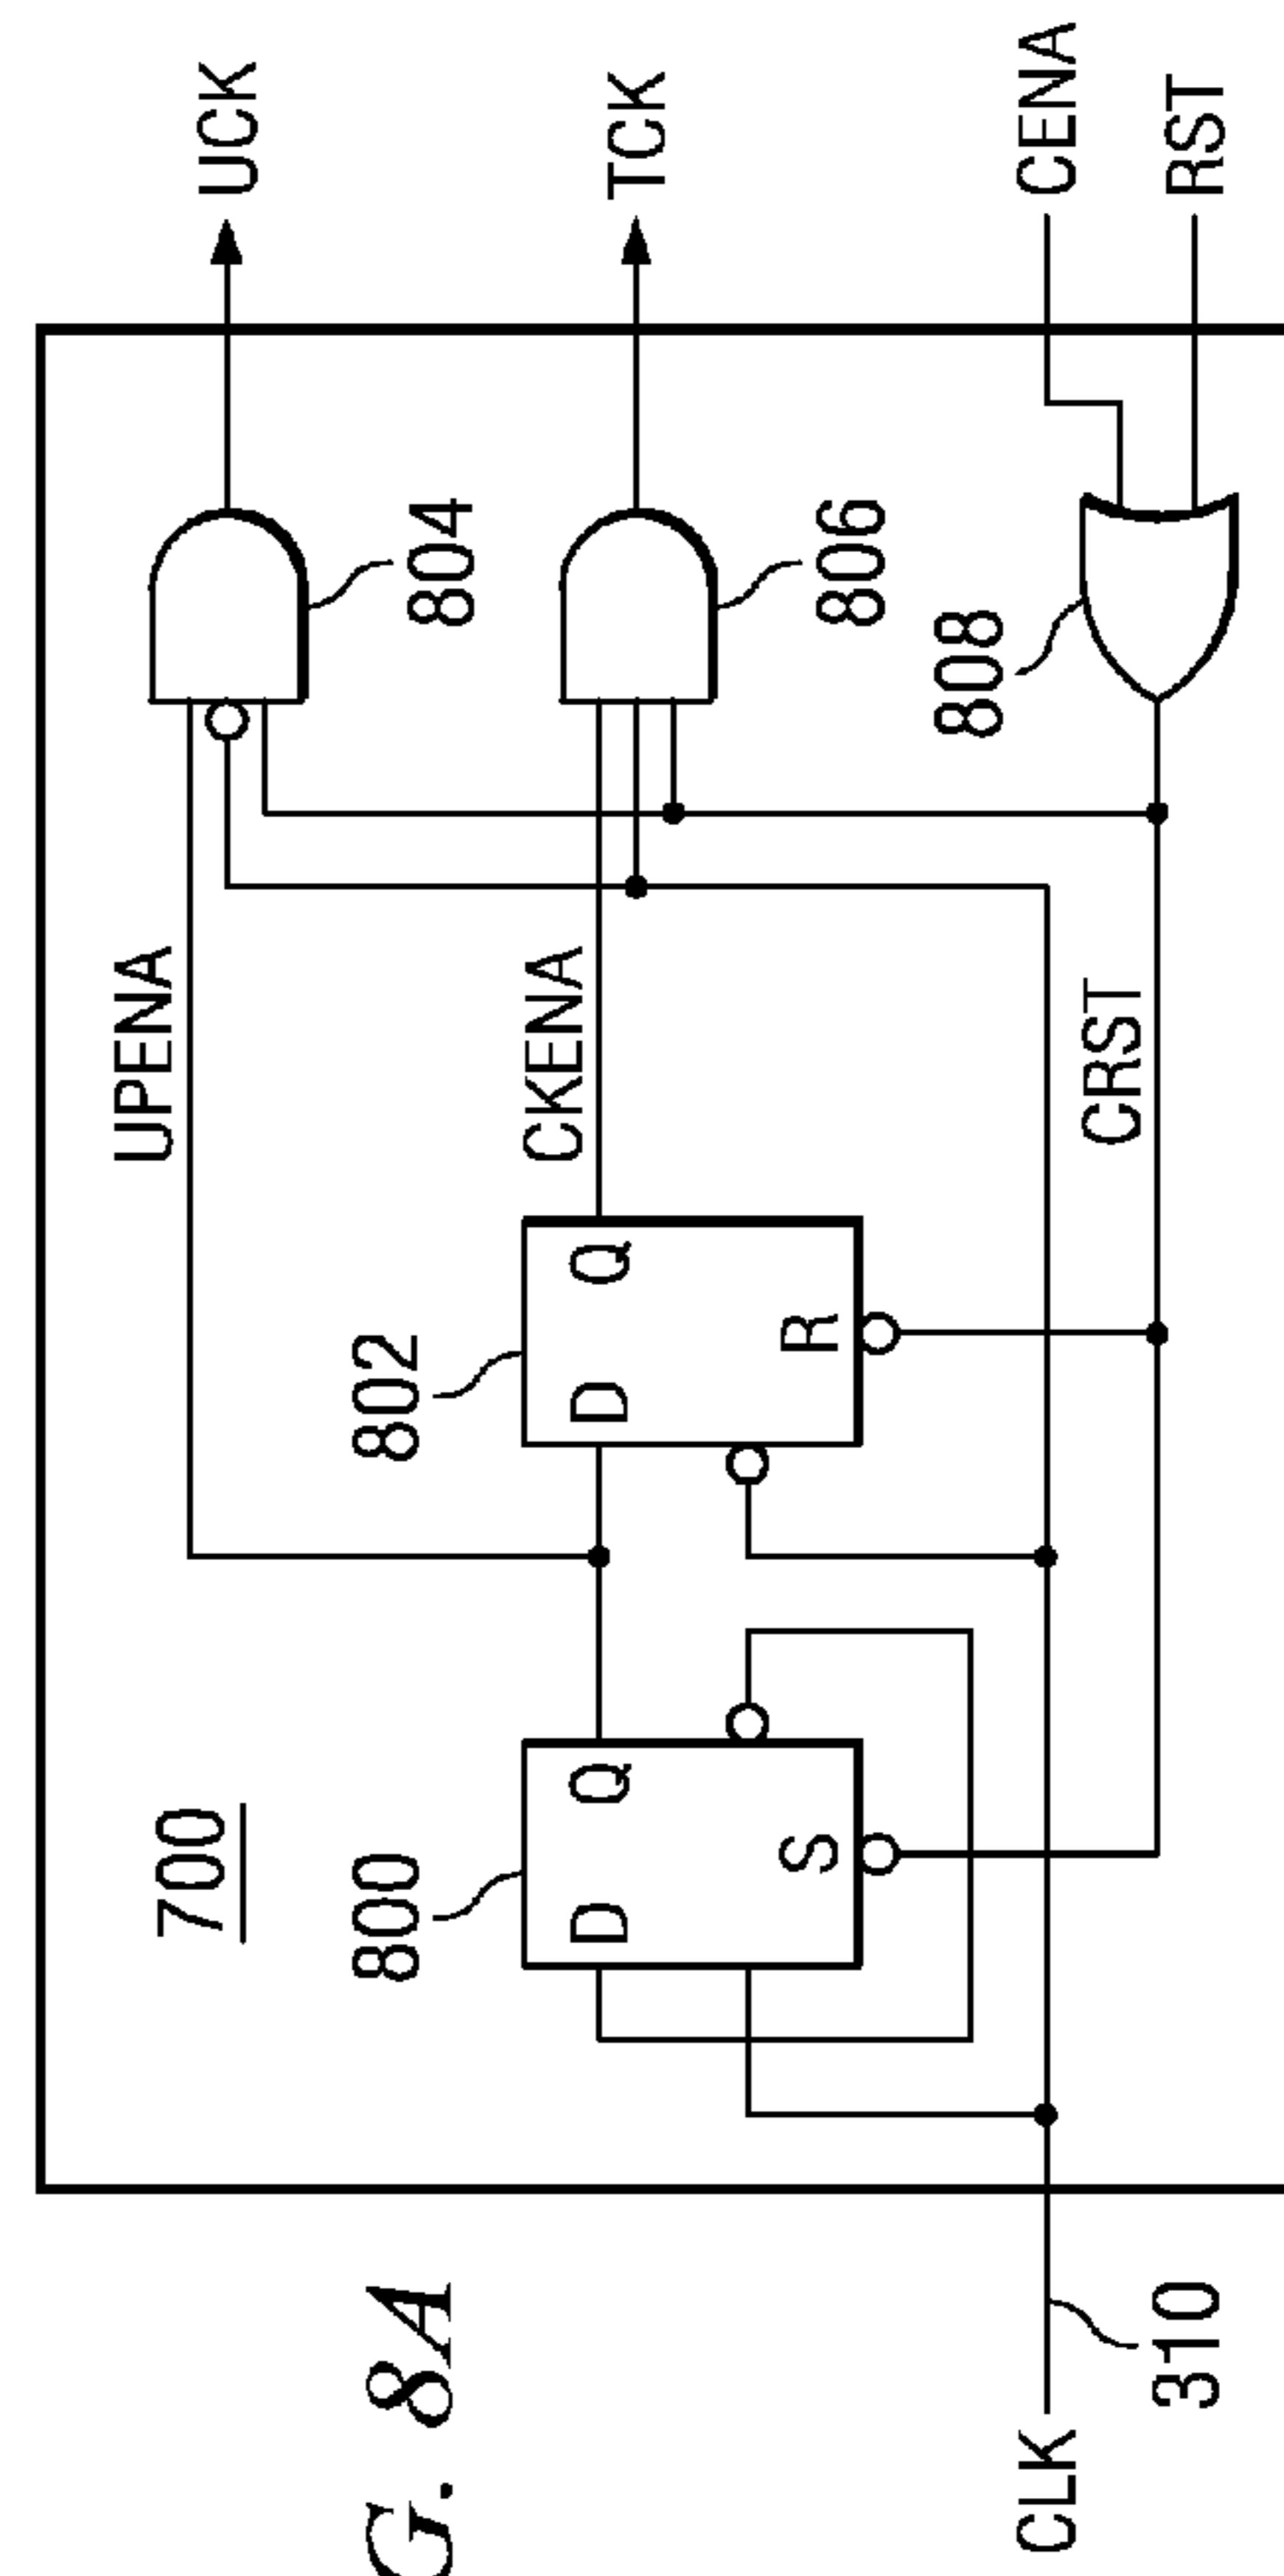 G. 8A
700
UPENA
UCK
804
800
D
Q
S
802
D
Q
R
CKENA
TCK
806
808
CRST
CENA
RST
CLK
310